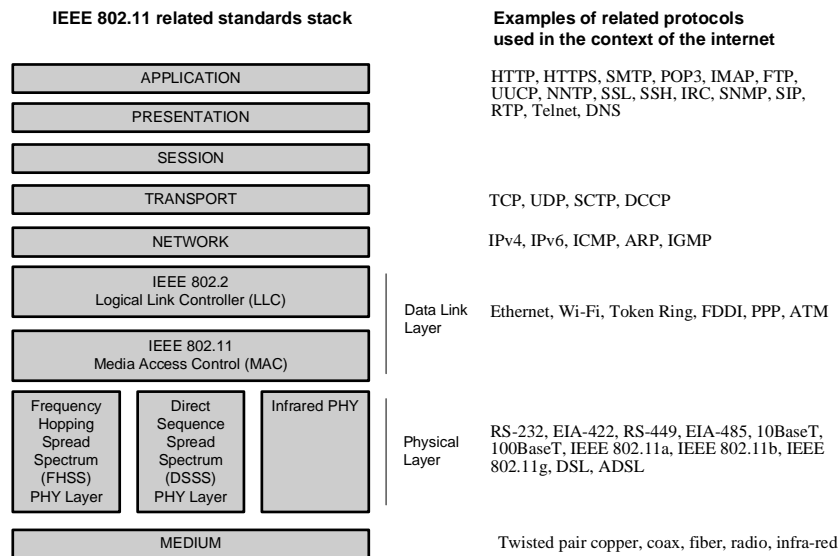 IEEE 802.11 related standards stack
Examples of related protocols
used in the context of the internet
APPLICATION
PRESENTATION
SESSION
TRANSPORT
NETWORK
IEEE 802.2
Logical Link Controller (LLC)
IEEE 802.11
Media Access Control (MAC)
Frequency
Hopping
Spread
Spectrum
(FHSS)
PHY Layer
Direct
Sequence
Spread
Spectrum
(DSSS)
PHY Layer
Infrared PHY
MEDIUM
Data Link
Layer
Physical
Layer
HTTP, HTTPS, SMTP, POP3, IMAP, FTP,
UUCP, NNTP, SSL, SSH, IRC, SNMP, SIP,
RTP, Telnet, DNS
TCP, UDP, SCTP, DCCP
IPv4, IPv6, ICMP, ARP, IGMP
Ethernet, Wi-Fi, Token Ring, FDDI, PPP, ATM
RS-232, EIA-422, RS-449, EIA-485, 10BaseT,
100BaseT, IEEE 802.11a, IEEE 802.11b, IEEE
802.11g, DSL, ADSL
Twisted pair copper, coax, fiber, radio, infra-red